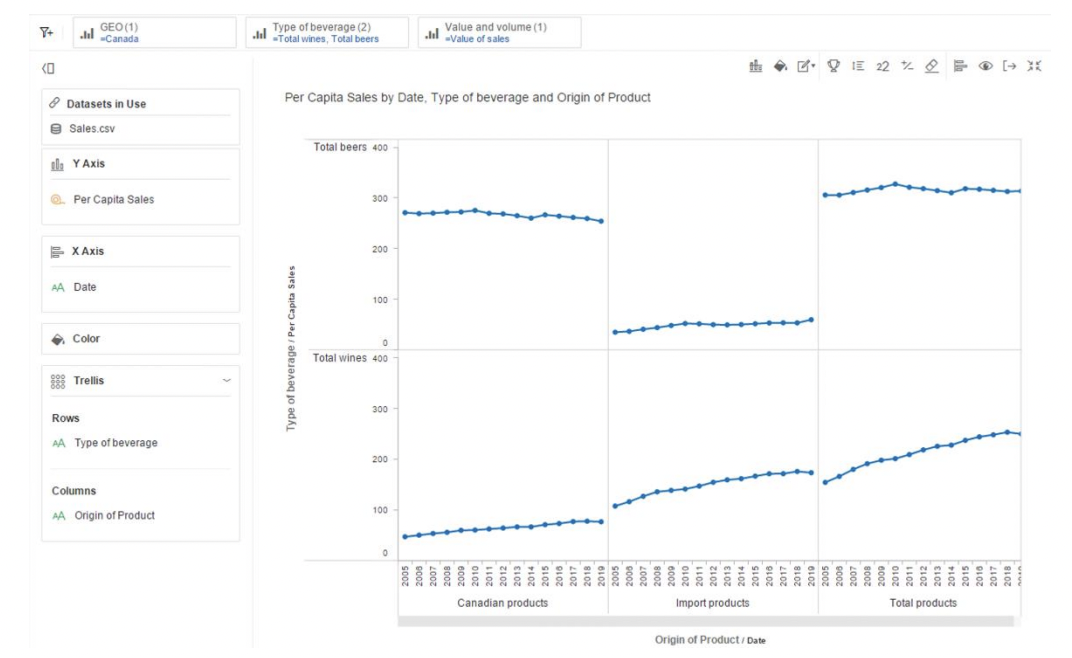 GEO (1)
=Canada
Type of beverage (2)
=Total wines, Total beers
Value and volume (1)
=Value of sales
Datasets in Use
Sales.csv
Y Axis
Per Capita Sales
X Axis
AA Date
Color
Trellis
Rows
AA Type of beverage
Columns
AA Origin of Product
22
Per Capita Sales by Date, Type of beverage and Origin of Product
Type of beverage / Per Capita Sales
Total beers 400
300
200
100
0
Total wines 400
300
200
100
0
2005 2006 2007 2008 2009 2010 2011 2012 2013 2014 2015 2016 2017 2018 2019 2005 2006 2007 2008 2009 2010 2011 2012 2013 2014 2015 2016 2017 2018 2019 2005 2006 2007 2008 2009 2010 2011 2012 2013 2014 2015 2016 2017 2018
Canadian products Import products Total products
Origin of Product / Date